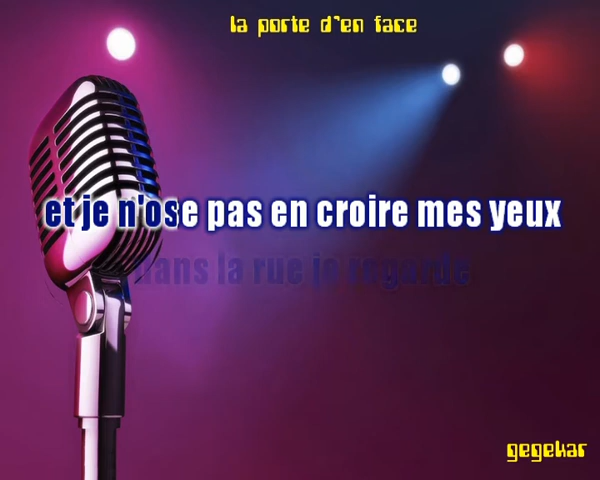 la porte d'en face
et je n'ose pas en croire mes yeux
dans la rue je regarde
gegekar